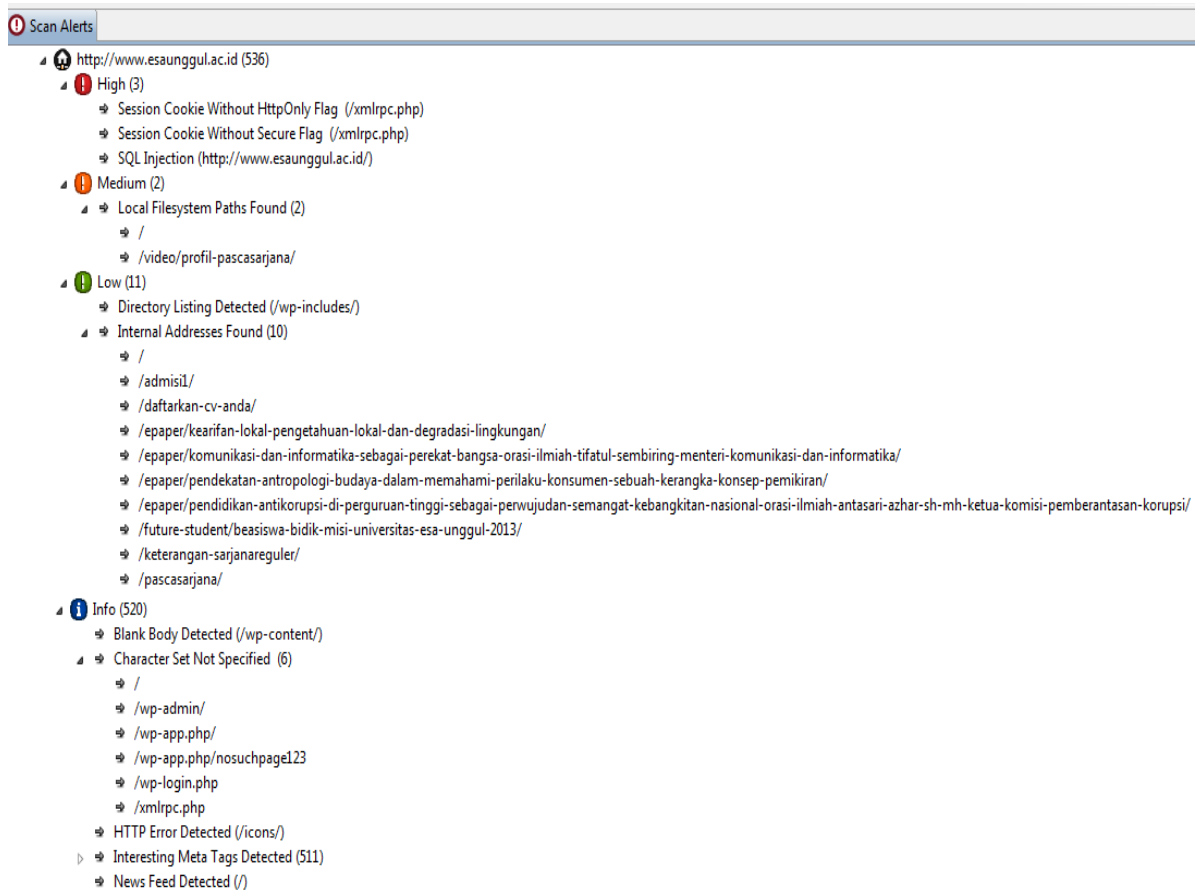 Scan Alerts
http://www.esaunggul.ac.id (536)
High (3)
Session Cookie Without HttpOnly Flag (/xmlrpc.php)
Session Cookie Without Secure Flag (/xmlrpc.php)
SQL Injection (http://www.esaunggul.ac.id/)
Medium (2)
Local Filesystem Paths Found (2)
/
/video/profil-pascasarjana/
Low (11)
Directory Listing Detected (/wp-includes/)
Internal Addresses Found (10)
/
/admisi1/
/daftarkan-cv-anda/
/epaper/kearifan-lokal-pengetahuan-lokal-dan-degradasi-lingkungan/
/epaper/komunikasi-dan-informatika-sebagai-perekat-bangsa-orasi-ilmiah-tifatul-sembiring-menteri-komunikasi-dan-informatika/
/epaper/pendekatan-antropologi-budaya-dalam-memahami-perilaku-konsumen-sebuah-kerangka-konsep-pemikiran/
/epaper/pendidikan-antikorupsi-di-perguruan-tinggi-sebagai-perwujudan-semangat-kebangkitan-nasional-orasi-ilmiah-antasari-azhar-sh-mh-ketua-komisi-pemberantasan-korupsi/
/future-student/beasiswa-bidik-misi-universitas-esa-unggul-2013/
/keterangan-sarjanareguler/
/pascasarjana/
Info (520)
Blank Body Detected (/wp-content/)
Character Set Not Specified (6)
/
/wp-admin/
/wp-app.php/
/wp-app.php/nosuchpage123
/wp-login.php
/xmlrpc.php
HTTP Error Detected (/icons/)
Interesting Meta Tags Detected (511)
News Feed Detected (/)